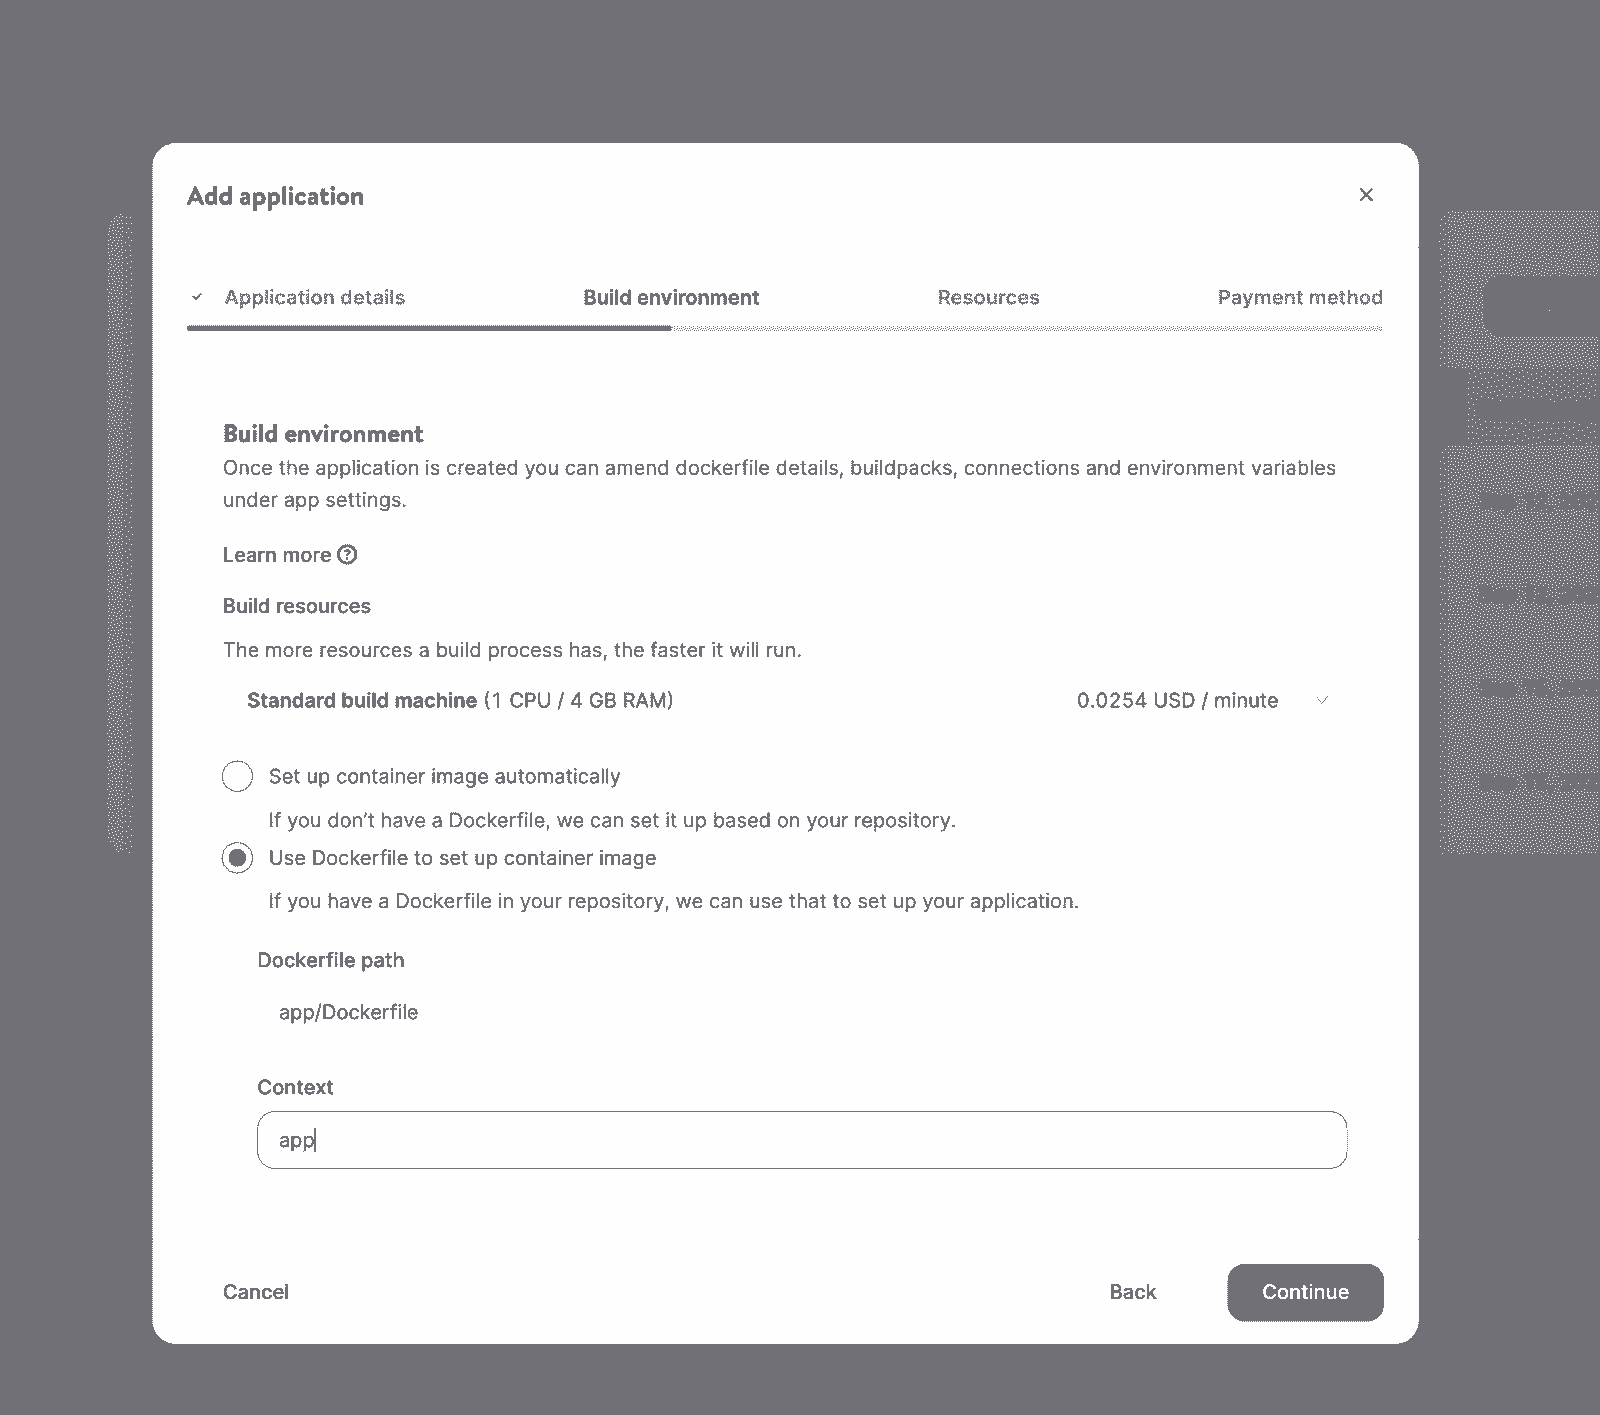 Add application
Application details
Build environment
Resources
Payment method
Build environment
Once the application is created you can amend dockerfile details, buildpacks, connections and environment variables
under app settings.
Learn more
Build resources
The more resources a build process has, the faster it will run.
Standard build machine (1 CPU / 4 GB RAM) 0.0254 USD / minute
Set up container image automatically
If you don’t have a Dockerfile, we can set it up based on your repository.
Use Dockerfile to set up container image
If you have a Dockerfile in your repository, we can use that to set up your application.
Dockerfile path
app/Dockerfile
Context
app
Cancel
Back
Continue